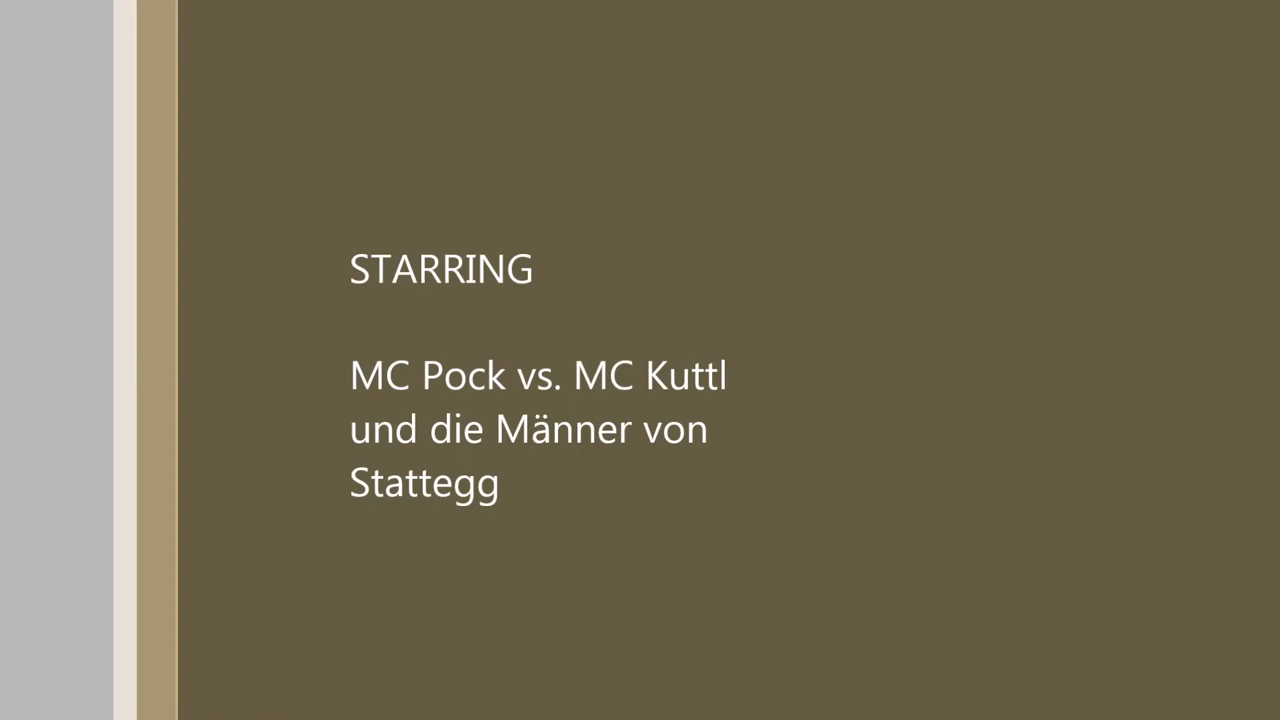 STARRING
MC Pock vs. MC Kuttl
und die Männer von
Stattegg